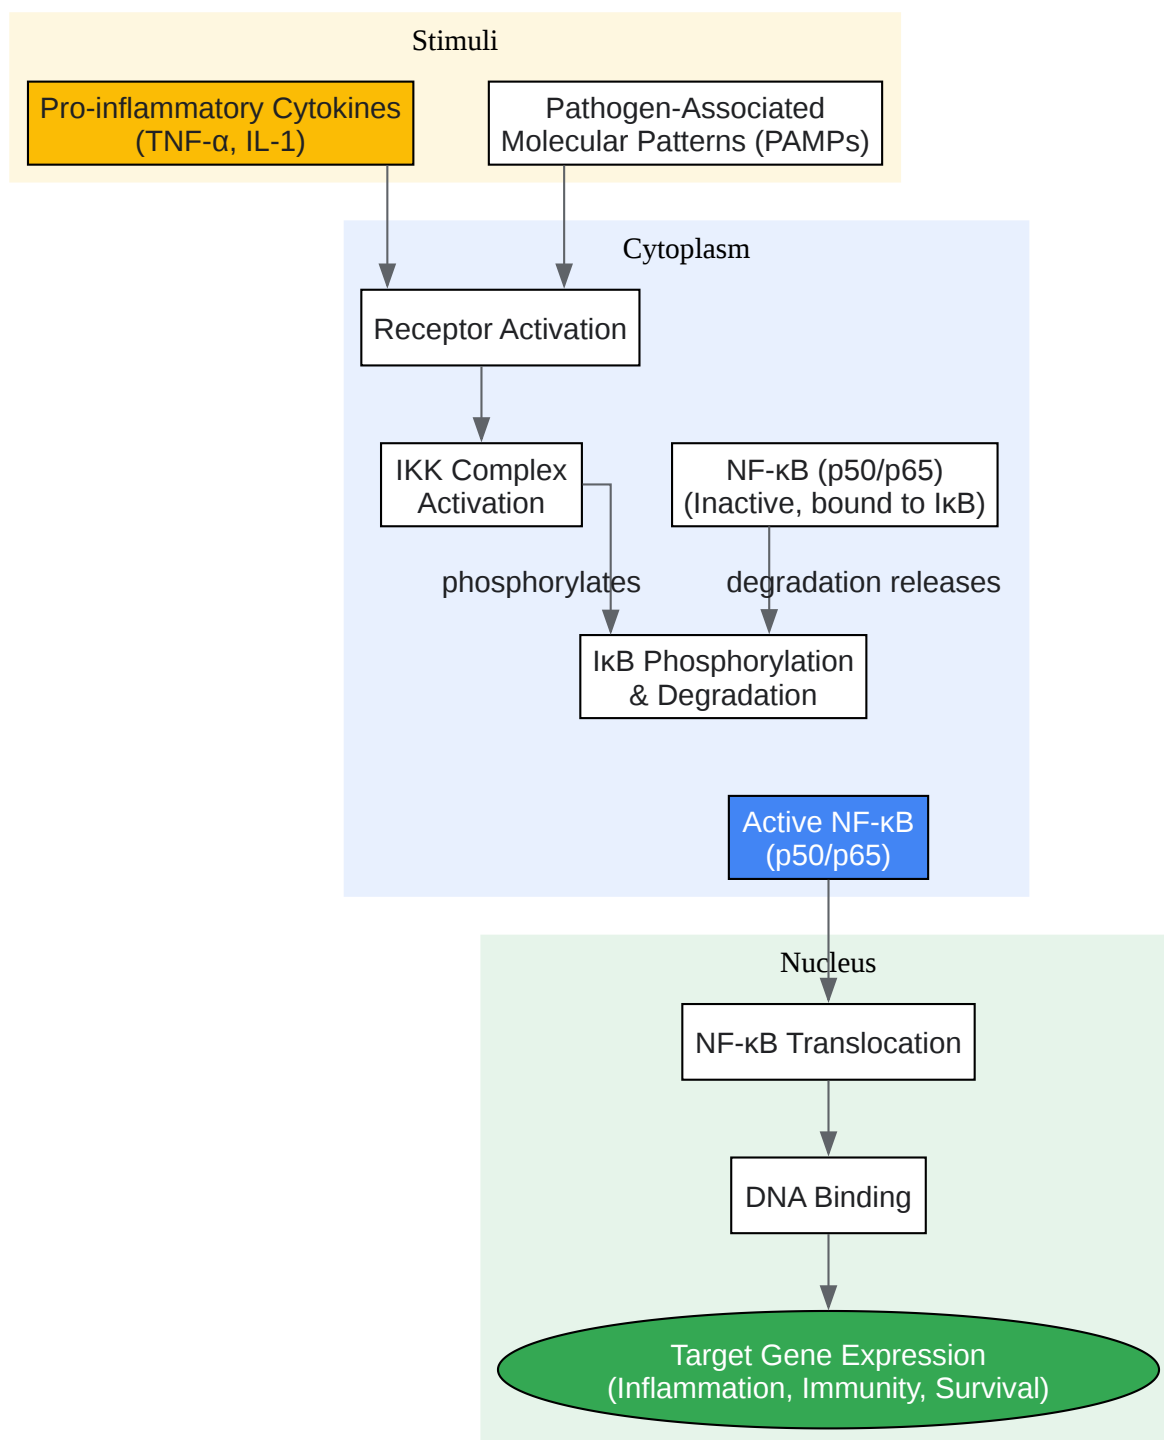 Stimuli
Pro-inflammatory Cytokines
(TNF-α, IL-1)
Pathogen-Associated
Molecular Patterns (PAMPs)
Cytoplasm
Receptor Activation
IKK Complex
Activation
NF-κB (p50/p65)
(Inactive, bound to IκB)
phosphorylates
degradation releases
IκB Phosphorylation
& Degradation
Active NF-κB
(p50/p65)
Nucleus
NF-κB Translocation
DNA Binding
Target Gene Expression
(Inflammation, Immunity, Survival)